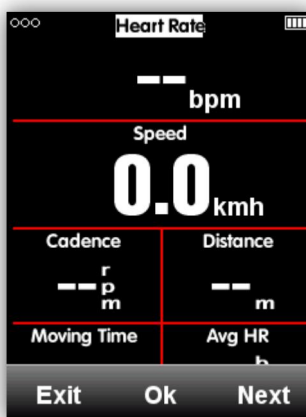 Heart Rate
-- bpm
Speed
0.0 kmh
Cadence Distance
-- rpm -- m
Moving Time Avg HR
Exit Ok Next